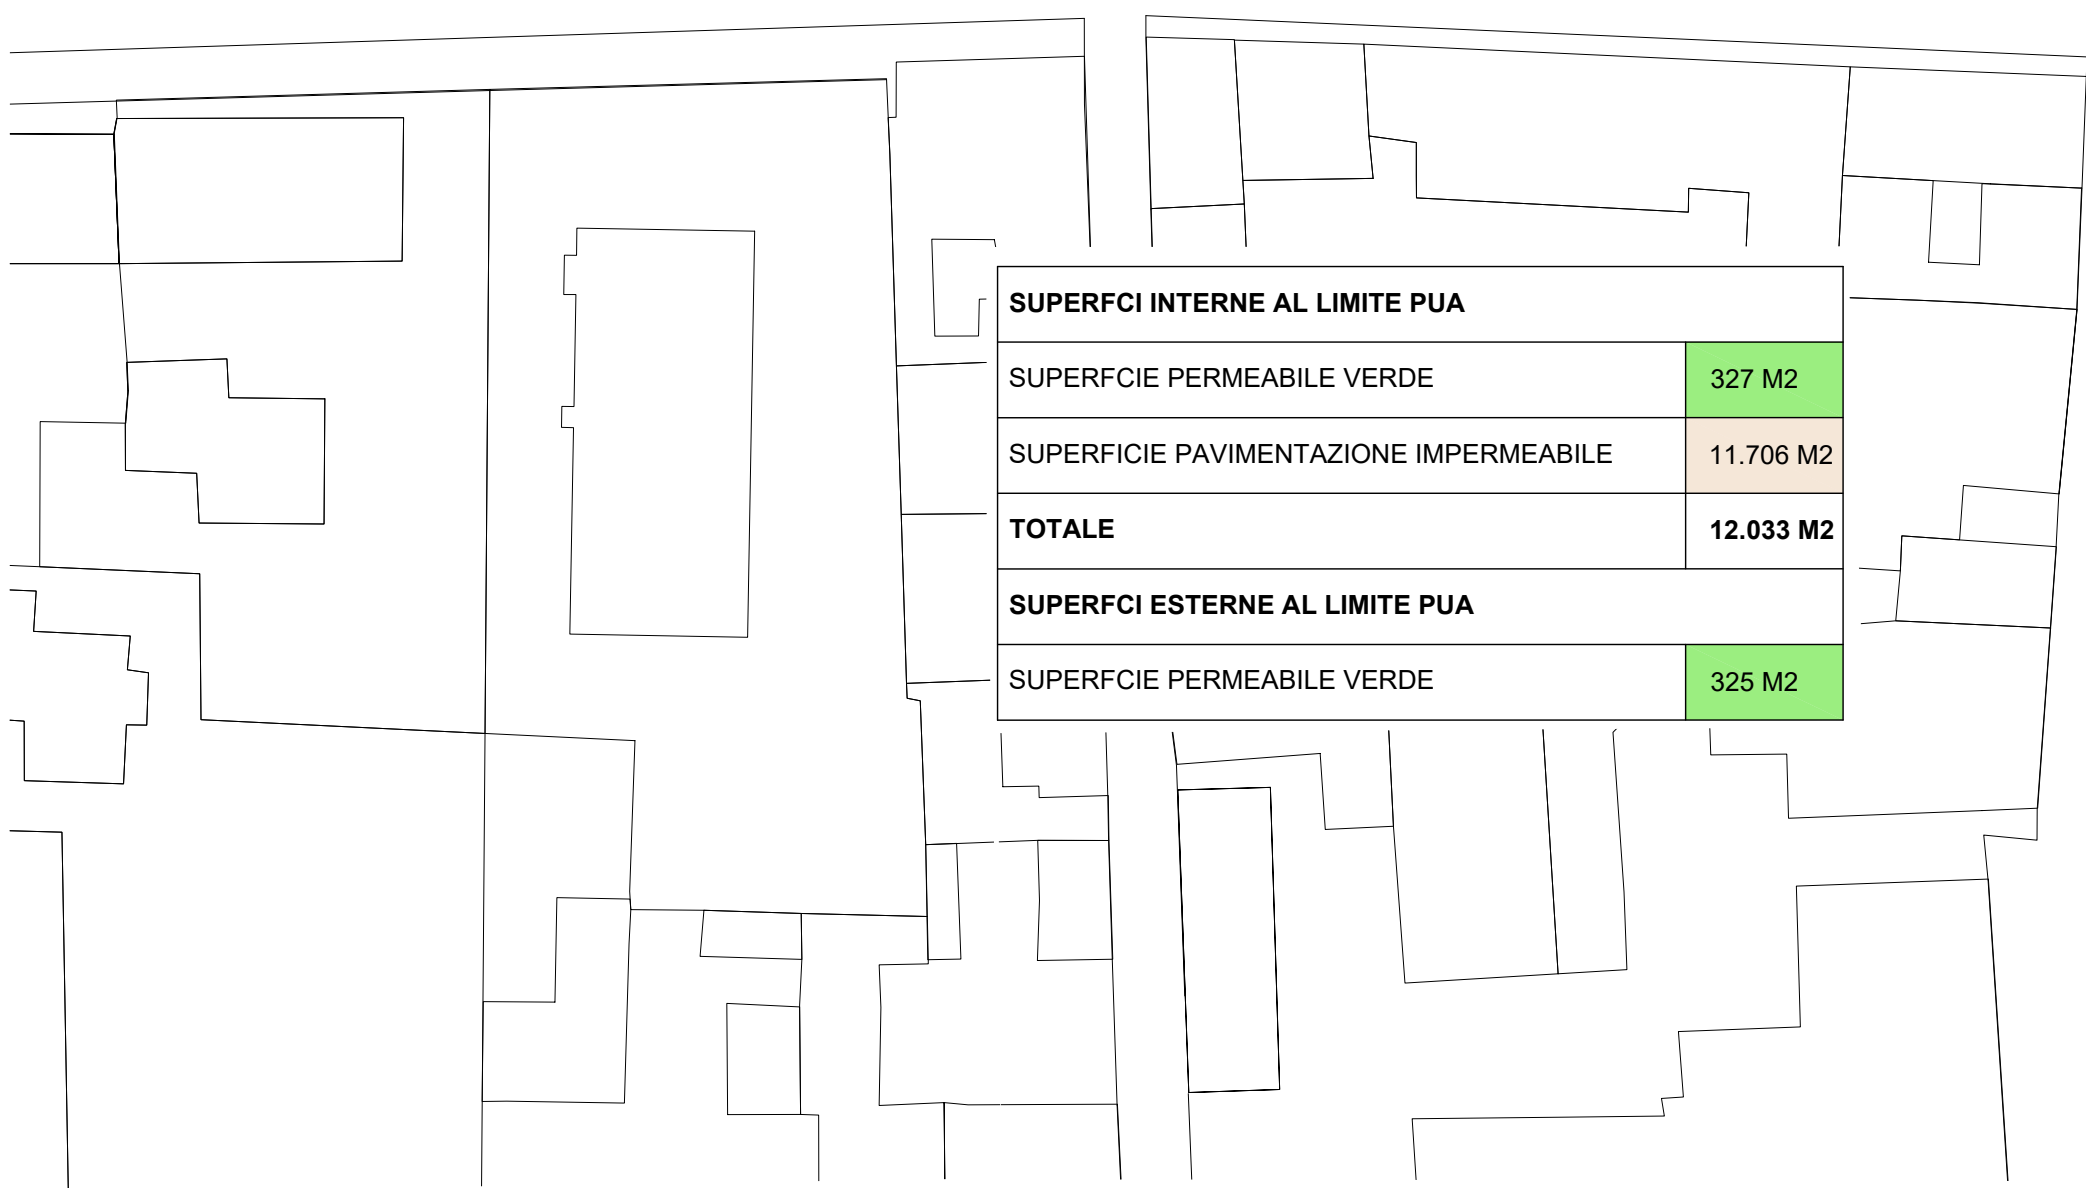 SUPERFCI INTERNE AL LIMITE PUA
SUPERFCIE PERMEABILE VERDE 327 M2
SUPERFICIE PAVIMENTAZIONE IMPERMEABILE 11.706 M2
TOTALE 12.033 M2
SUPERFCI ESTERNE AL LIMITE PUA
SUPERFCIE PERMEABILE VERDE 325 M2